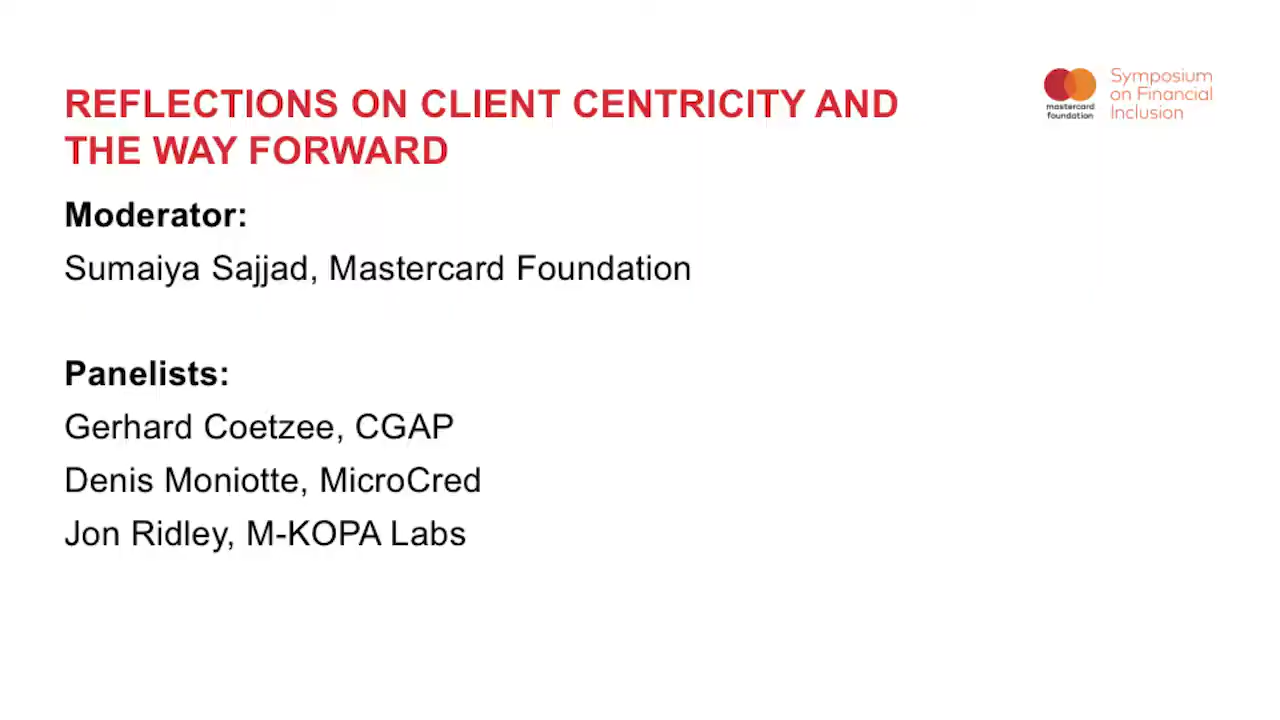 REFLECTIONS ON CLIENT CENTRICITY AND
THE WAY FORWARD
mastercard
foundation
Symposium
on Financial
Inclusion
Moderator:
Sumaiya Sajjad, Mastercard Foundation
Panelists:
Gerhard Coetzee, CGAP
Denis Moniotte, MicroCred
Jon Ridley, M-KOPA Labs